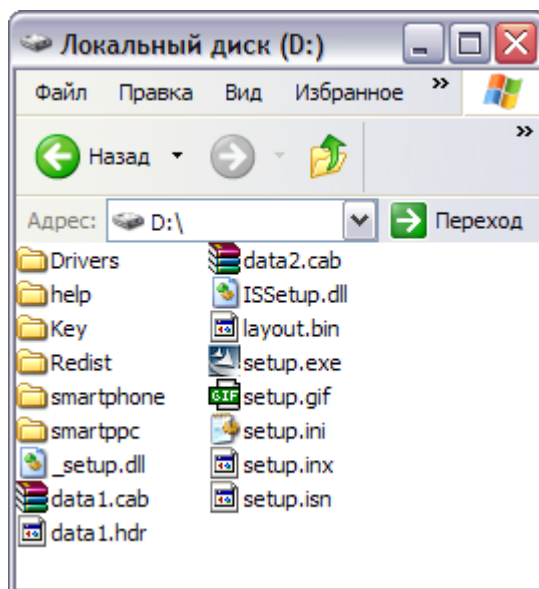 Локальный диск (D:)
Файл Правка Вид Избранное »
Назад »
Адрес: D:\ Переход
Drivers data2.cab
help ISSetup.dll
Key layout.bin
Redist setup.exe
smartphone GIF setup.gif
smartppc setup.ini
_setup.dll setup.inx
data1.cab setup.isn
data1.hdr